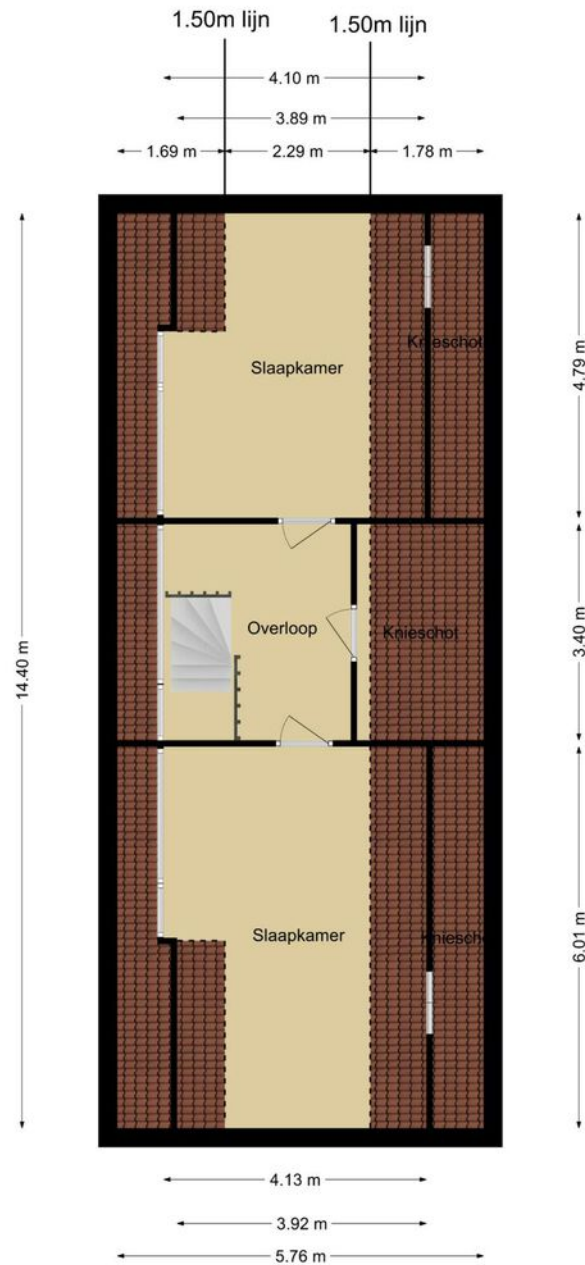 1.50m lijn
1.50m lijn
4.10 m
3.89 m
1.69 m
2.29 m
1.78 m
Slaapkamer
Knieschot
4.79 m
Overloop
Knieschot
3.40 m
14.40 m
Slaapkamer
Kniescho
6.01 m
4.13 m
3.92 m
5.76 m